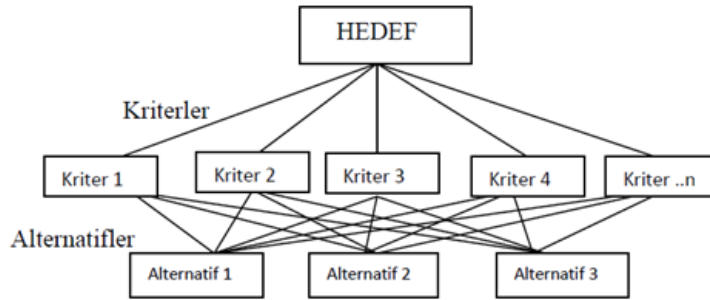 HEDEF
Kriterler
Kriter 1
Kriter 2
Kriter 3
Kriter 4
Kriter ..n
Alternatifler
Alternatif 1
Alternatif 2
Alternatif 3